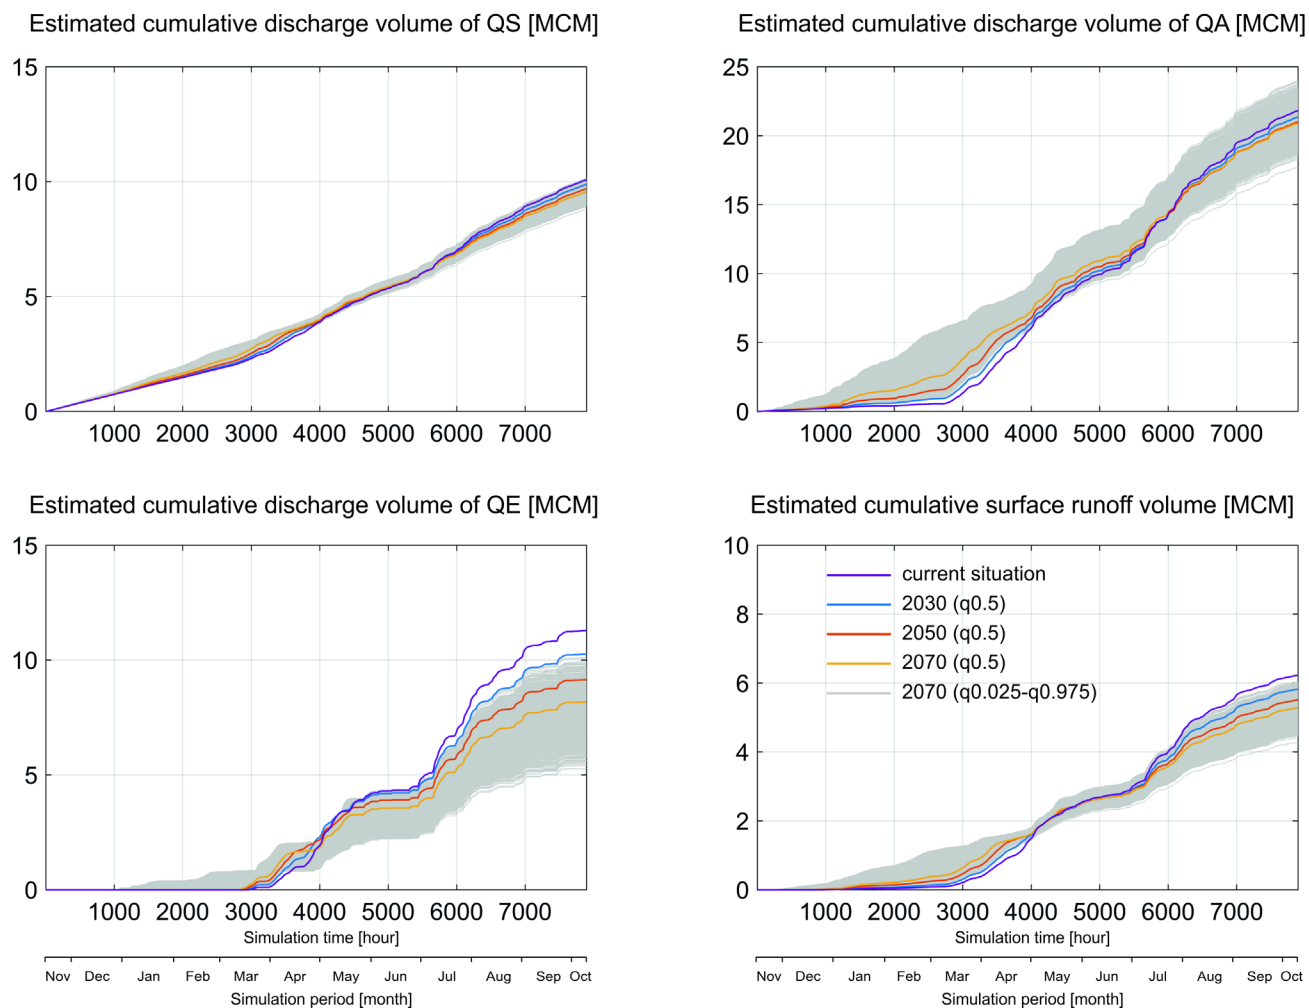 Estimated cumulative discharge volume of QS [MCM]
15
10
5
0
1000 2000 3000 4000 5000 6000 7000
Estimated cumulative discharge volume of QA [MCM]
25
20
15
10
5
0
1000 2000 3000 4000 5000 6000 7000
Estimated cumulative discharge volume of QE [MCM]
15
10
5
0
1000 2000 3000 4000 5000 6000 7000
Simulation time [hour]
Nov Dec Jan Feb Mar Apr May Jun Jul Aug Sep Oct
Simulation period [month]
Estimated cumulative surface runoff volume [MCM]
10
8
6
4
2
0
current situation
2030 (q0.5)
2050 (q0.5)
2070 (q0.5)
2070 (q0.025-q0.975)
1000 2000 3000 4000 5000 6000 7000
Simulation time [hour]
Nov Dec Jan Feb Mar Apr May Jun Jul Aug Sep Oct
Simulation period [month]